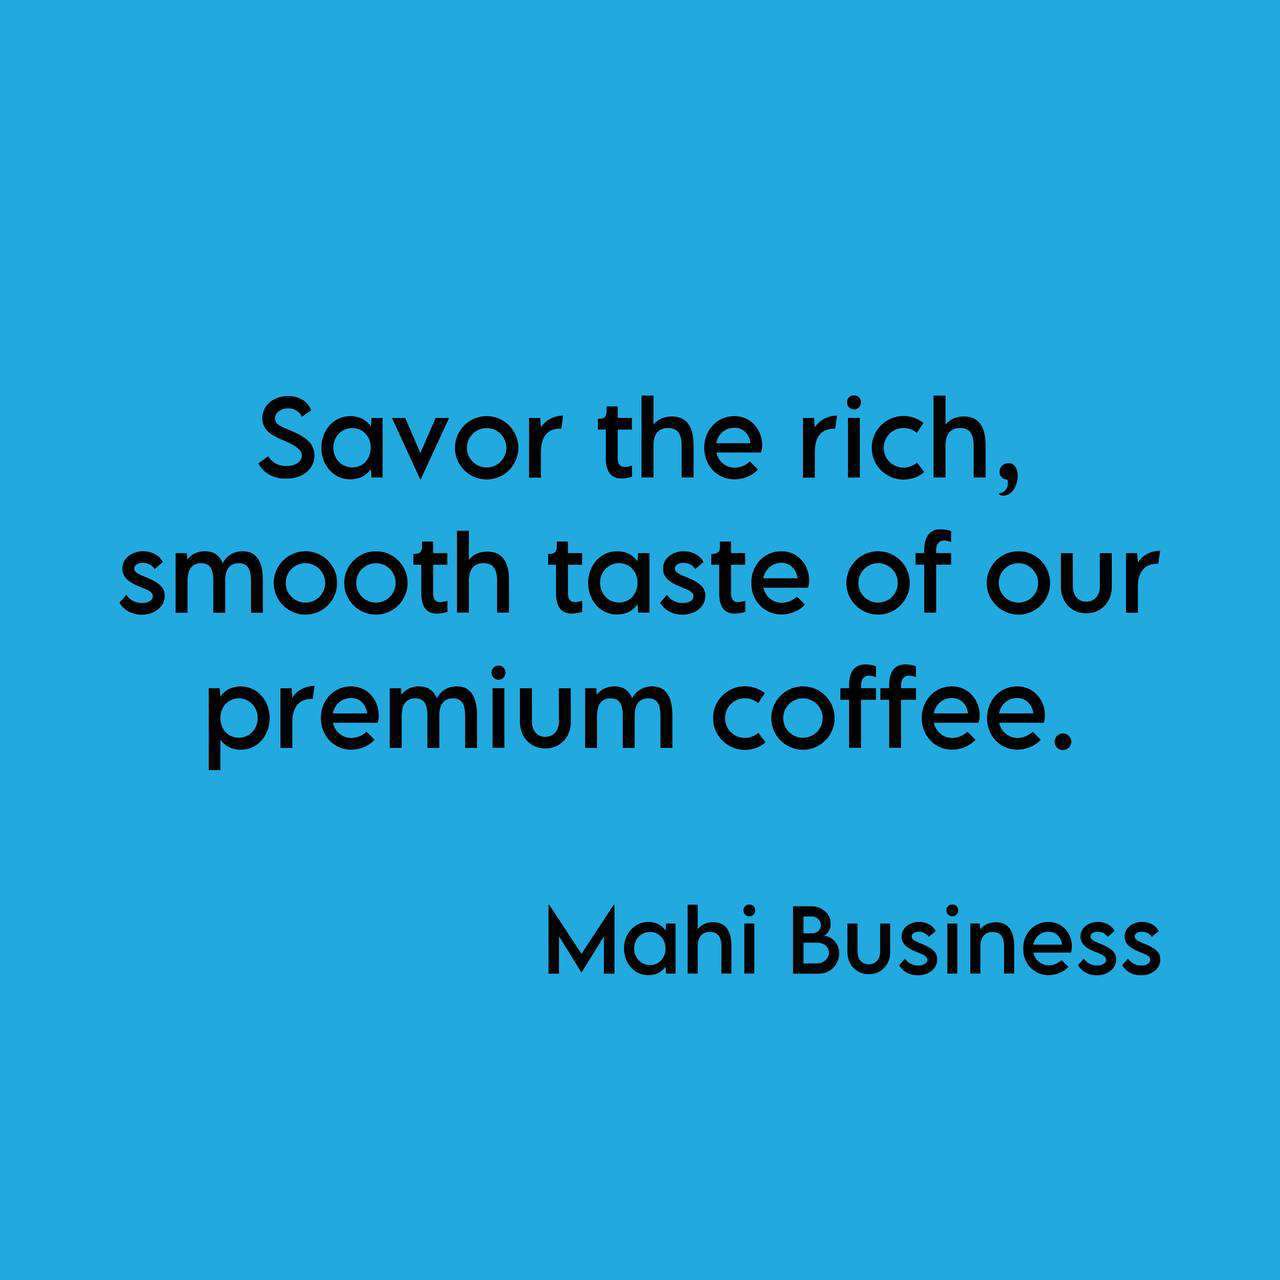 Savor the rich,
smooth taste of our
premium coffee.
Mahi Business